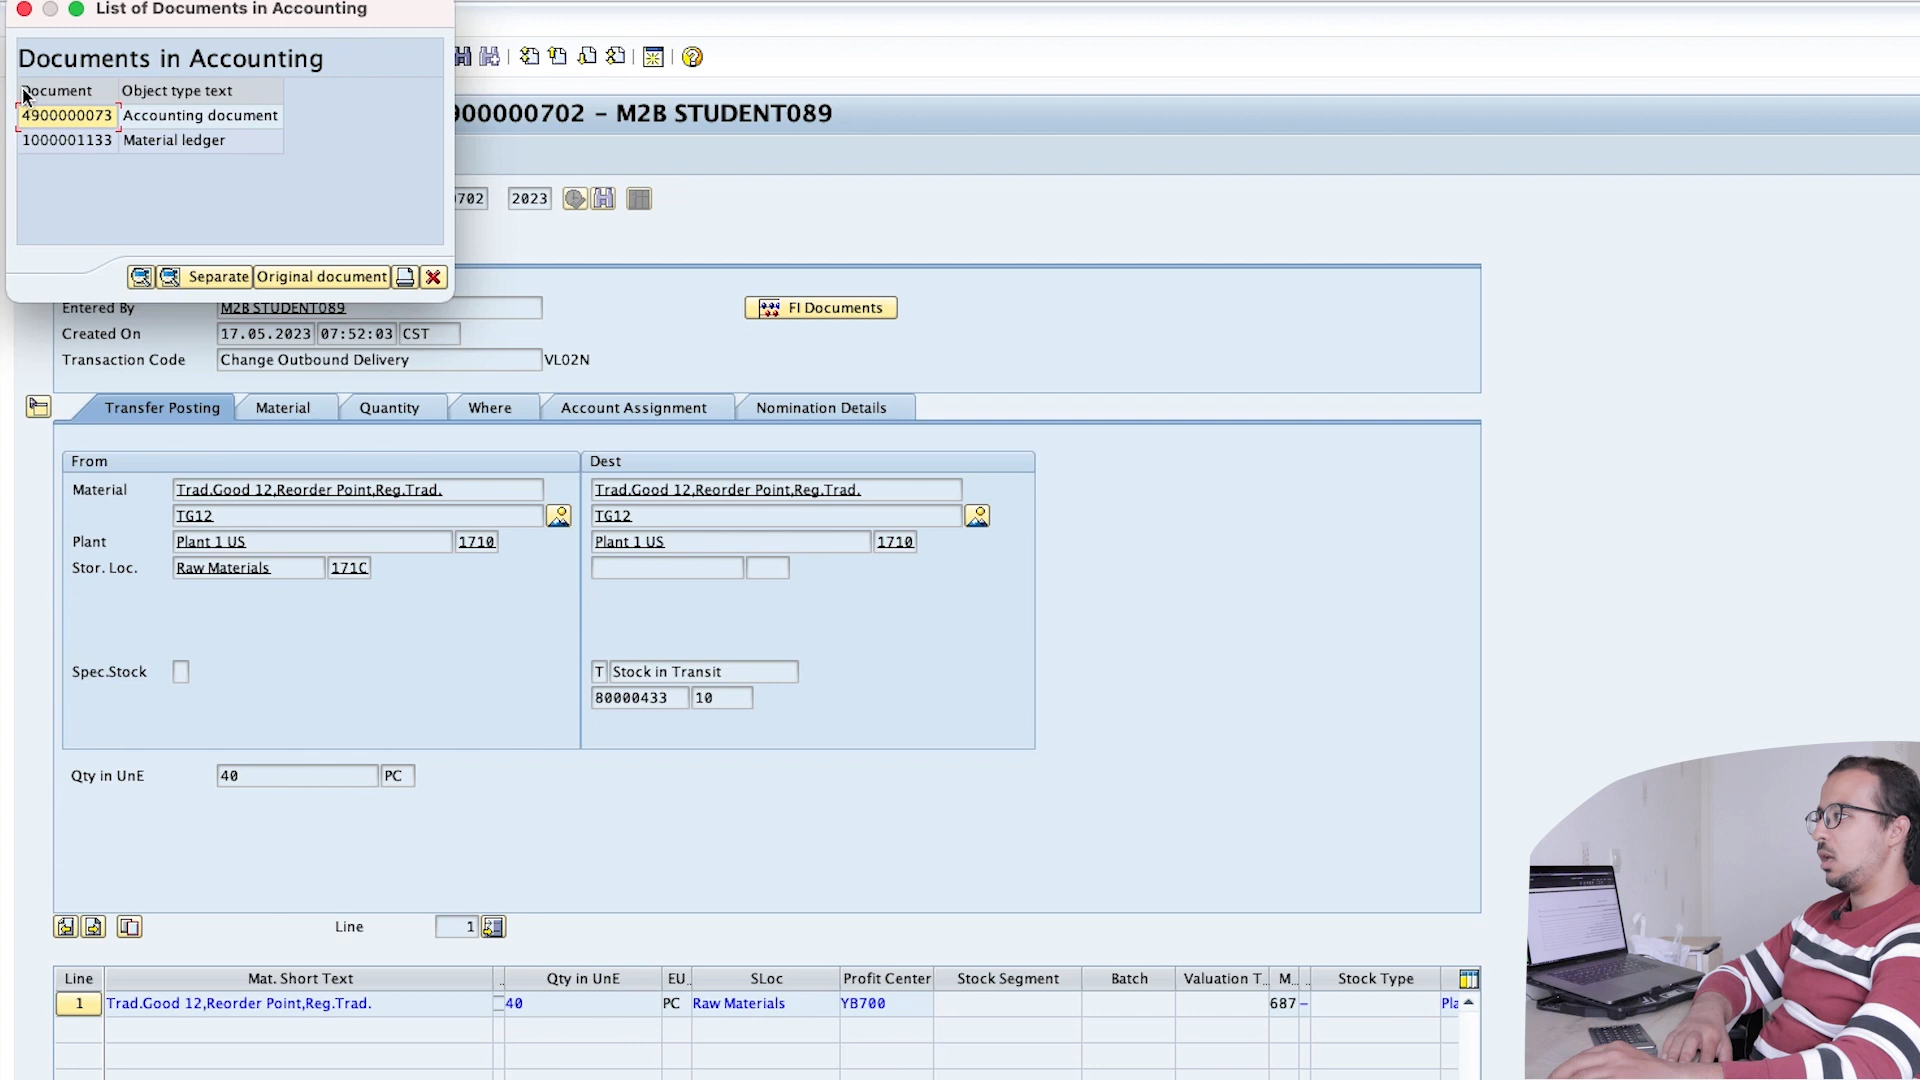 List of Documents in Accounting
Documents in Accounting
Document Object type text
4900000073 Accounting document
1000001133 Material ledger
Separate Original document
900000702 - M2B STUDENT089
702 2023
Entered By M2B STUDENT089
FI Documents
Created On 17.05.2023 07:52:03 CST
Transaction Code Change Outbound Delivery VL02N
Transfer Posting Material Quantity Where Account Assignment Nomination Details
From Dest
Material Trad.Good 12,Reorder Point,Reg.Trad. Trad.Good 12,Reorder Point,Reg.Trad.
TG12 TG12
Plant Plant 1 US 1710 Plant 1 US 1710
Stor. Loc. Raw Materials 171C
Spec.Stock T Stock in Transit
80000433 10
Qty in UnE 40 PC
Line 1
Line Mat. Short Text .. Qty in UnE EU.. SLoc Profit Center Stock Segment Batch Valuation T... M... .. Stock Type
1 Trad.Good 12,Reorder Point,Reg.Trad. 40 PC Raw Materials YB700 687 - Pla